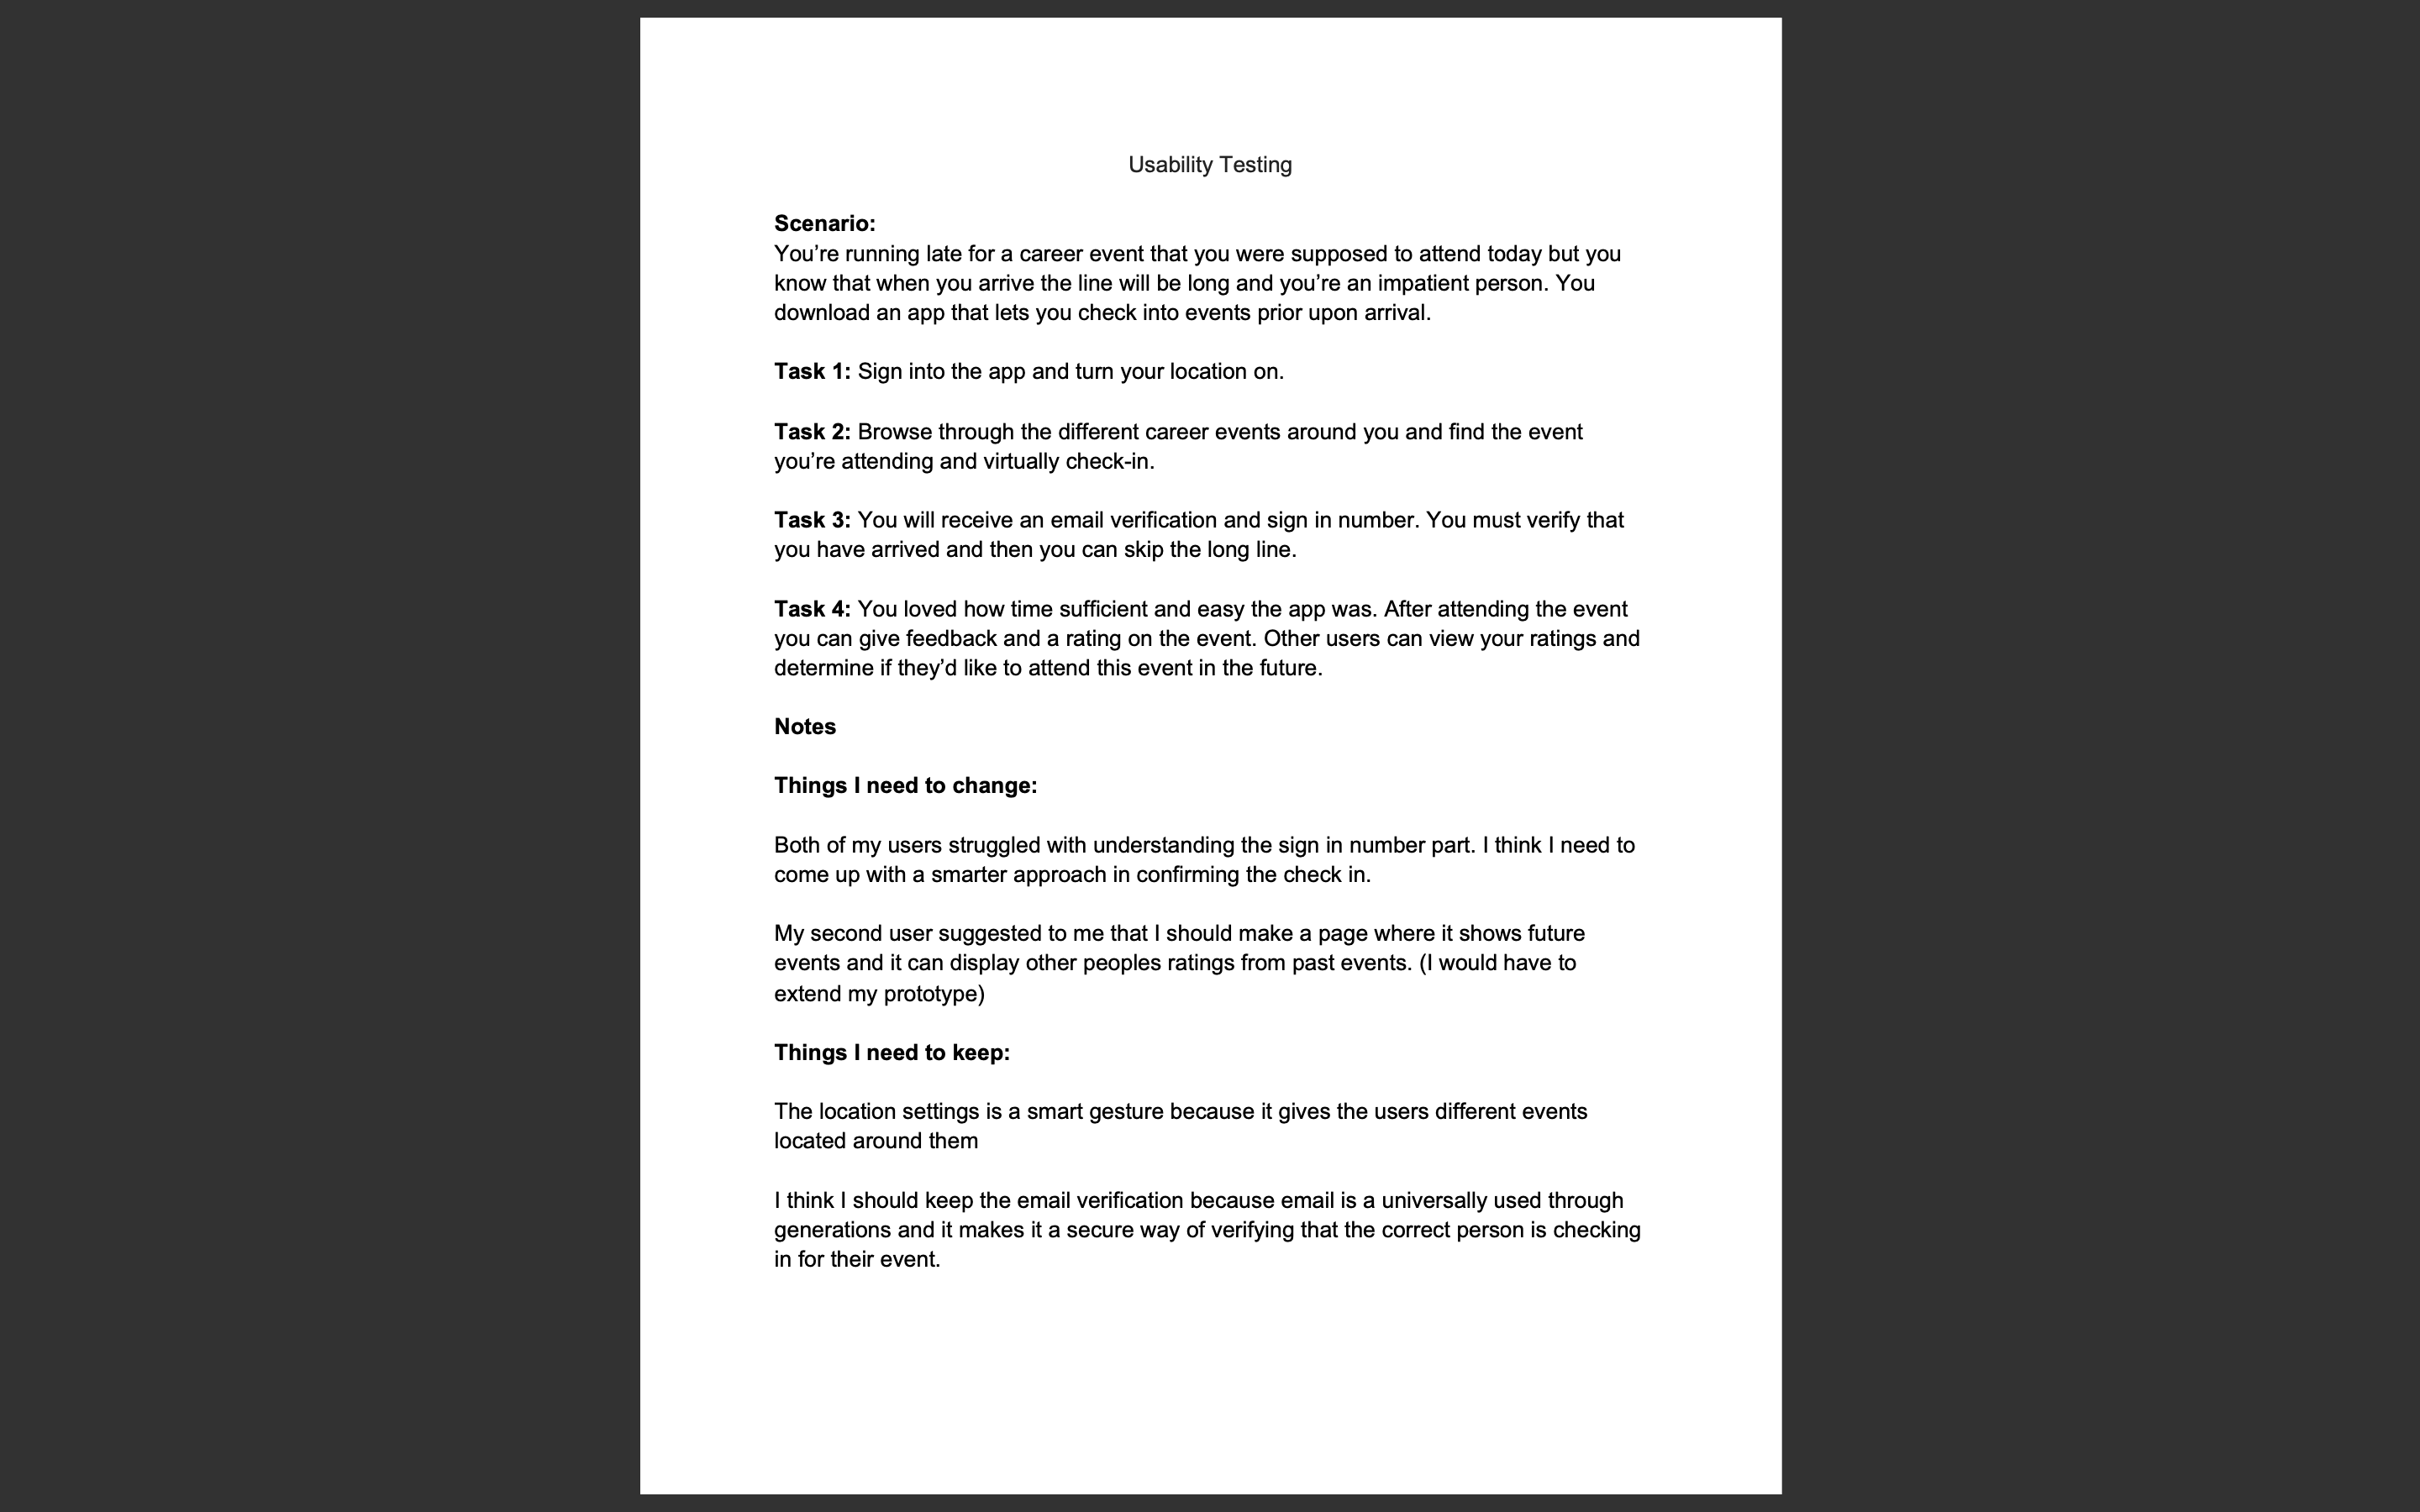 Usability Testing
Scenario:
You’re running late for a career event that you were supposed to attend today but you
know that when you arrive the line will be long and you’re an impatient person. You
download an app that lets you check into events prior upon arrival.
Task 1: Sign into the app and turn your location on.
Task 2: Browse through the different career events around you and find the event
you’re attending and virtually check-in.
Task 3: You will receive an email verification and sign in number. You must verify that
you have arrived and then you can skip the long line.
Task 4: You loved how time sufficient and easy the app was. After attending the event
you can give feedback and a rating on the event. Other users can view your ratings and
determine if they’d like to attend this event in the future.
Notes
Things I need to change:
Both of my users struggled with understanding the sign in number part. I think I need to
come up with a smarter approach in confirming the check in.
My second user suggested to me that I should make a page where it shows future
events and it can display other peoples ratings from past events. (I would have to
extend my prototype)
Things I need to keep:
The location settings is a smart gesture because it gives the users different events
located around them
I think I should keep the email verification because email is a universally used through
generations and it makes it a secure way of verifying that the correct person is checking
in for their event.